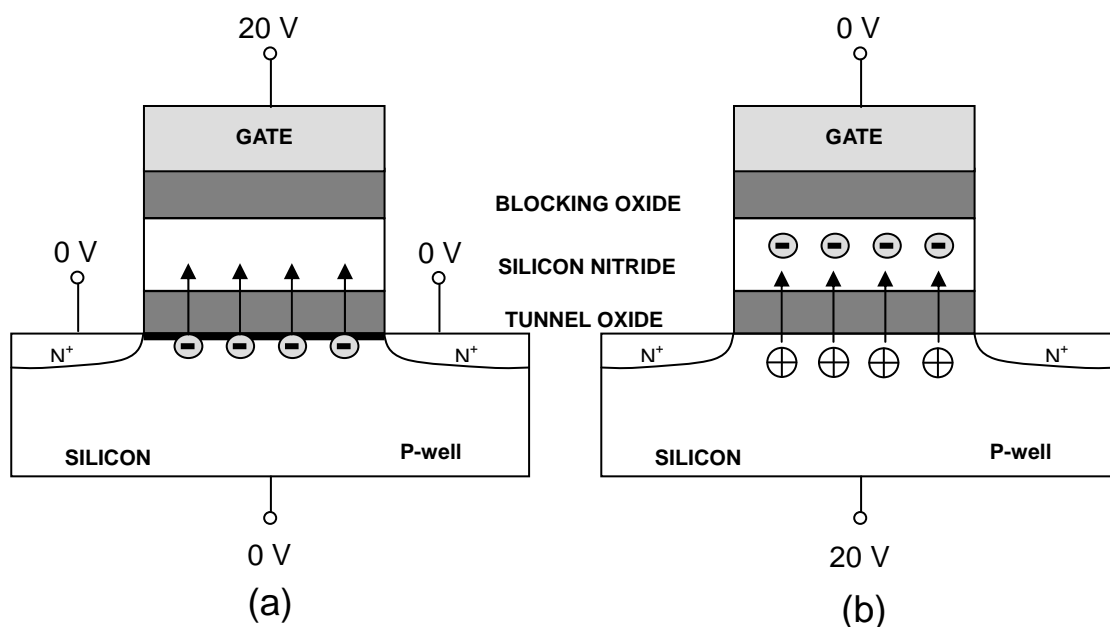 20 V
GATE
0 V
0 V
N⁺
N⁺
SILICON
P-well
0 V
(a)
BLOCKING OXIDE
SILICON NITRIDE
TUNNEL OXIDE
0 V
GATE
N⁺
N⁺
SILICON
P-well
20 V
(b)